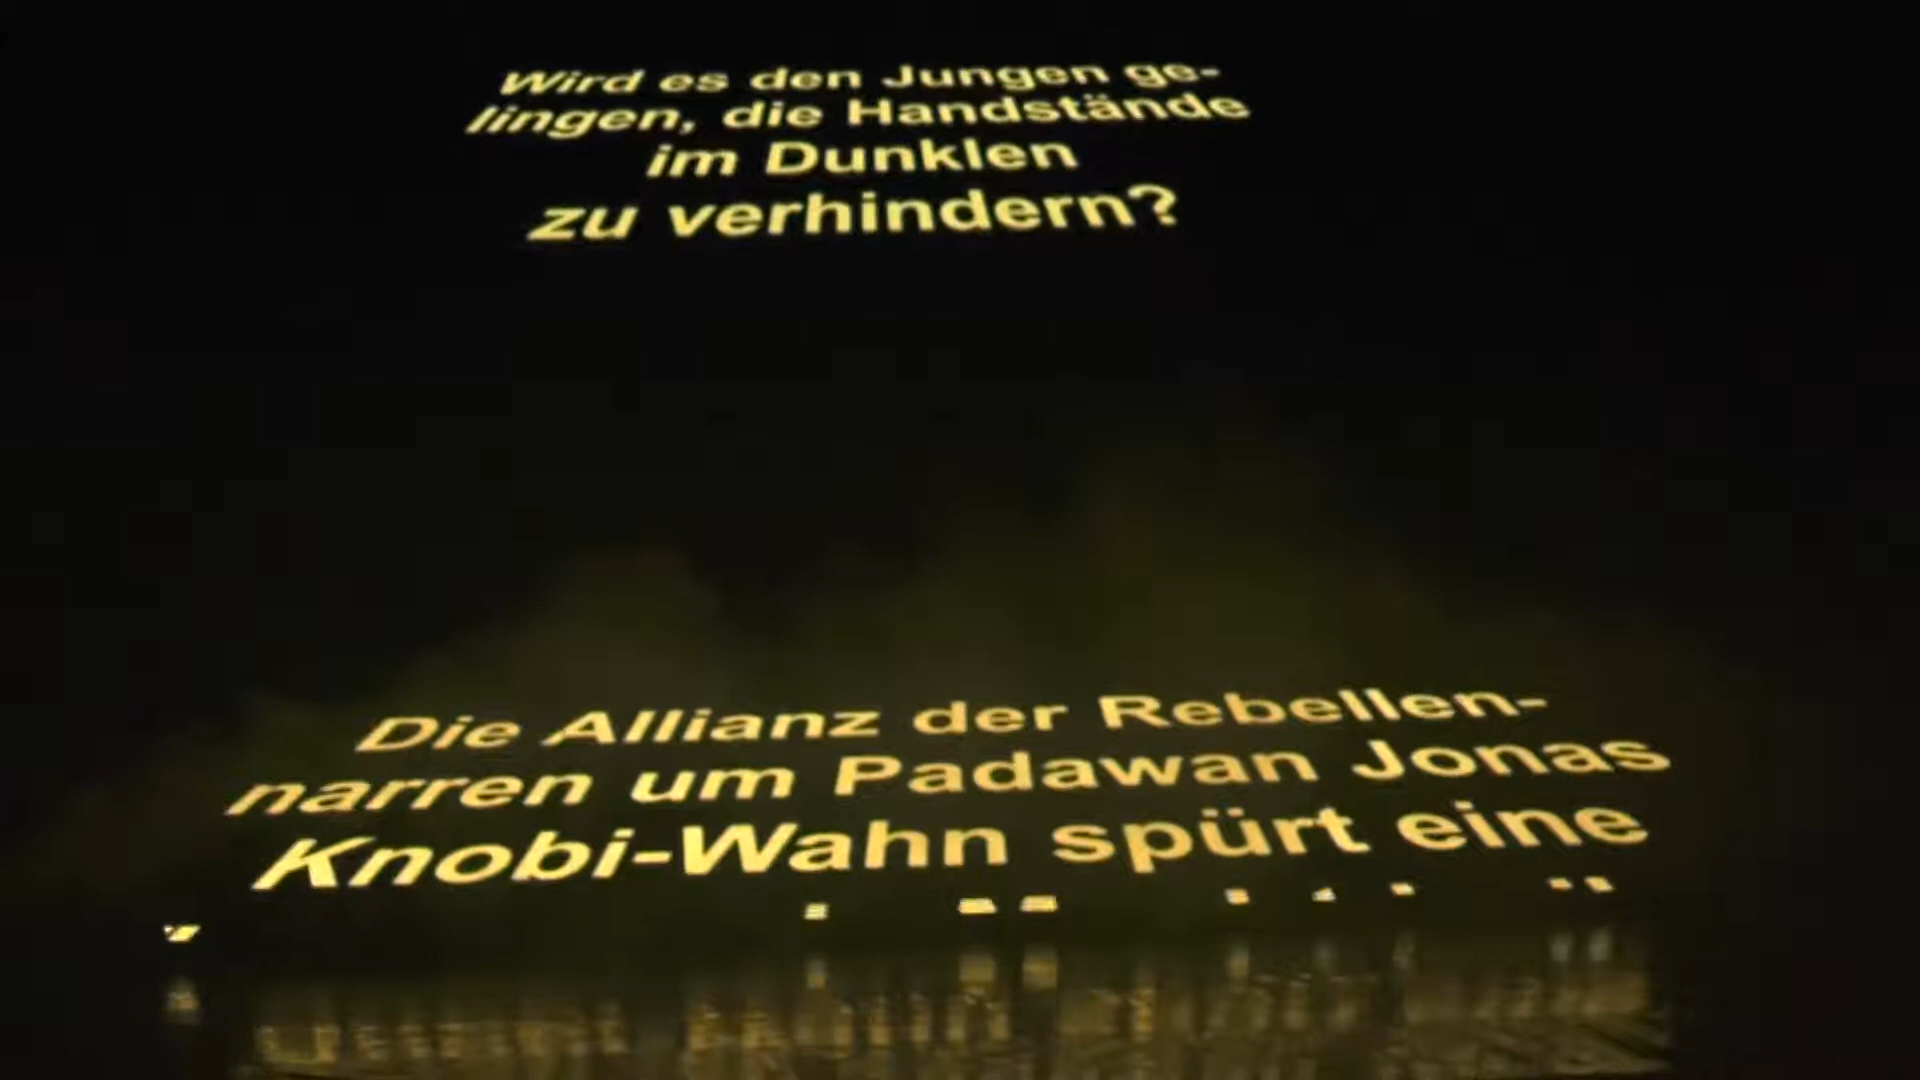 Wird es den Jungen ge-
lingen, die Handstände
im Dunklen
zu verhindern?
Die Allianz der Rebellen-
narren um Padawan Jonas
Knobi-Wahn spürt eine